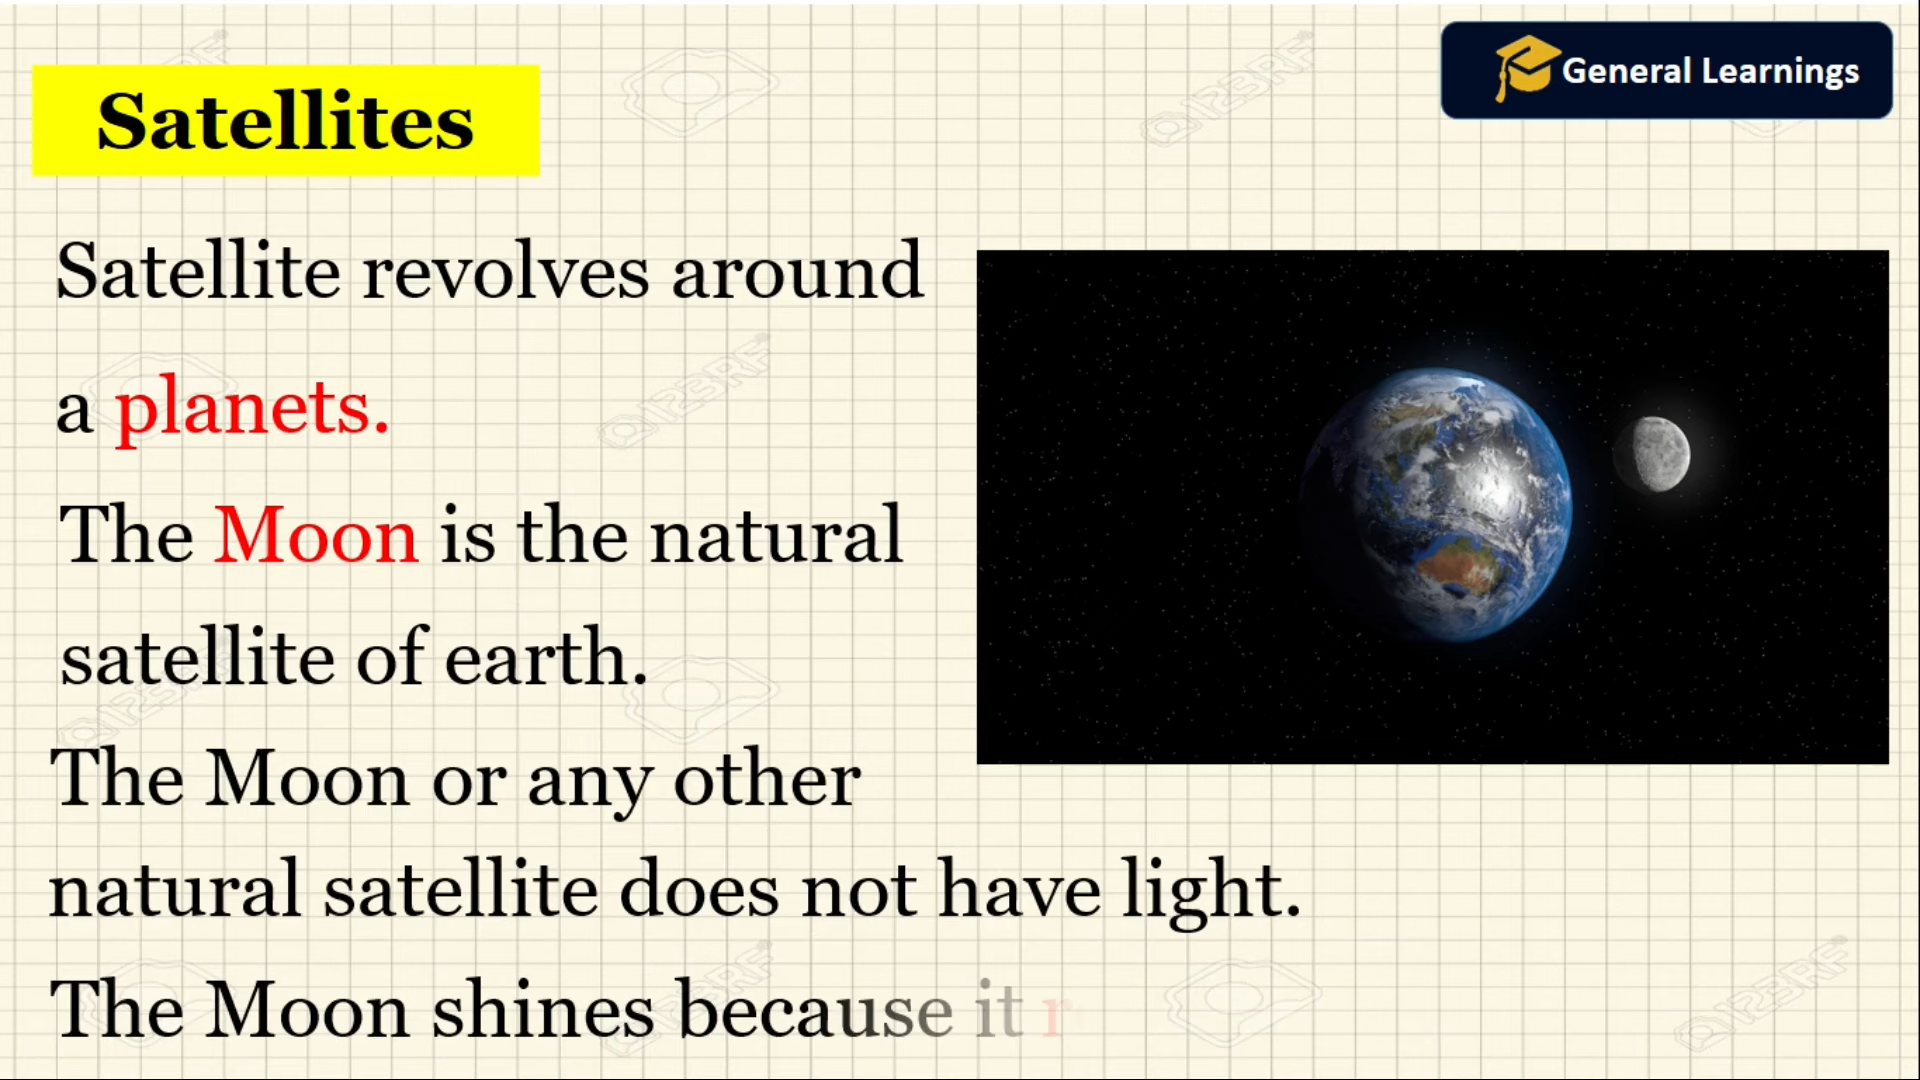 General Learnings
Satellites
Satellite revolves around
a planets.
The Moon is the natural
satellite of earth.
The Moon or any other
natural satellite does not have light.
The Moon shines because it r
123RF